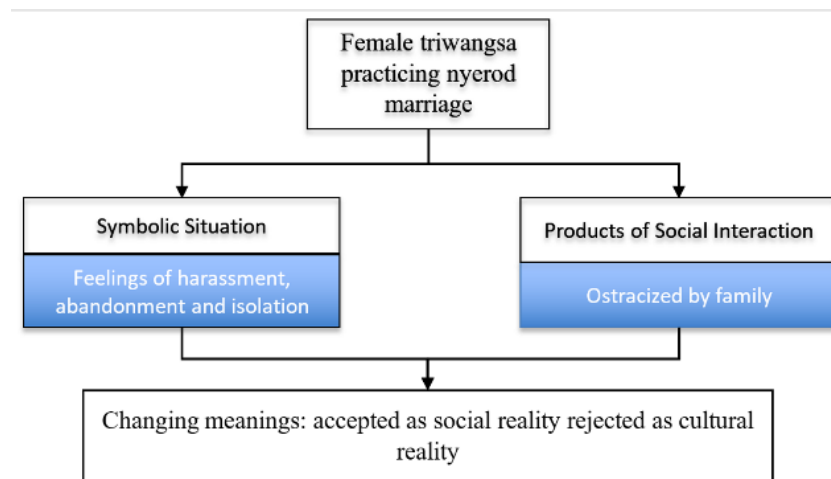 Female triwangsa
practicing nyerod
marriage
Symbolic Situation
Feelings of harassment,
abandonment and isolation
Products of Social Interaction
Ostracized by family
Changing meanings: accepted as social reality rejected as cultural
reality